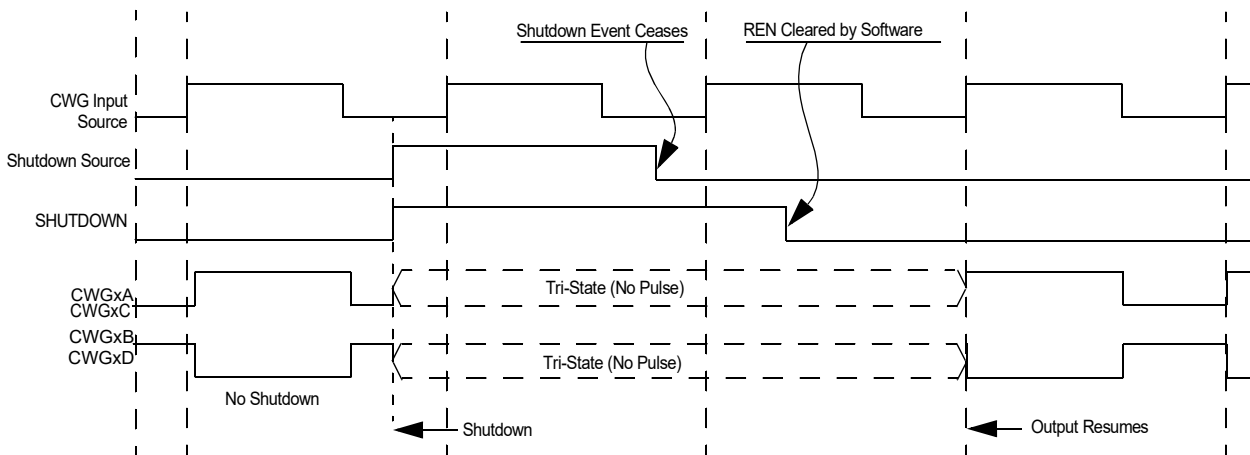 Shutdown Event Ceases
REN Cleared by Software
CWG Input
Source
Shutdown Source
SHUTDOWN
CWGxA
CWGxC
Tri-State (No Pulse)
CWGxB
CWGxD
Tri-State (No Pulse)
No Shutdown
Shutdown
Output Resumes